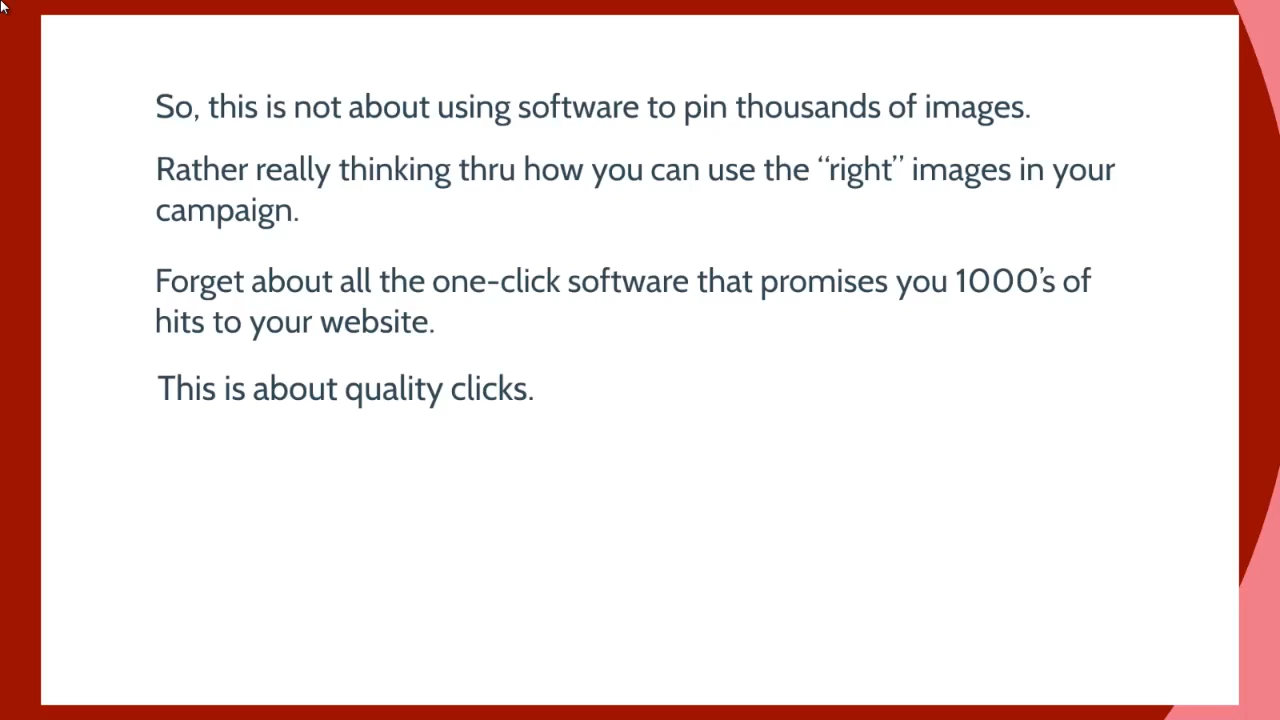 So, this is not about using software to pin thousands of images.
Rather really thinking thru how you can use the “right” images in your
campaign.
Forget about all the one-click software that promises you 1000’s of
hits to your website.
This is about quality clicks.